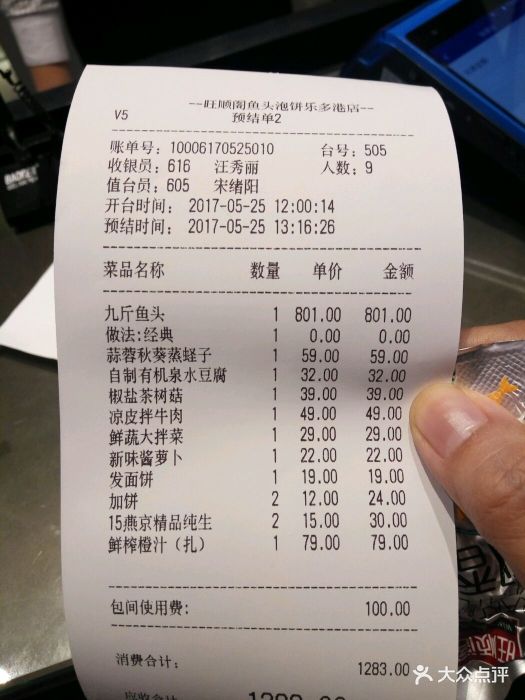 --旺顺阁鱼头泡饼乐多港店--
V5 预结单2
账单号: 10006170525010 台号: 505
收银员: 616 汪秀丽 人数: 9
值台员: 605 宋绪阳
开台时间: 2017-05-25 12:00:14
预结时间: 2017-05-25 13:16:26
菜品名称 数量 单价 金额
九斤鱼头 1 801.00 801.00
做法:经典 1 0.00 0.00
蒜蓉秋葵蒸蛏子 1 59.00 59.00
自制有机泉水豆腐 1 32.00 32.00
椒盐茶树菇 1 39.00 39.00
凉皮拌牛肉 1 49.00 49.00
鲜蔬大拌菜 1 29.00 29.00
新味酱萝卜 1 22.00 22.00
发面饼 1 19.00 19.00
加饼 2 12.00 24.00
15燕京精品纯生 2 15.00 30.00
鲜榨橙汁（扎） 1 79.00 79.00
包间使用费: 100.00
消费合计: 1283.00
大众点评